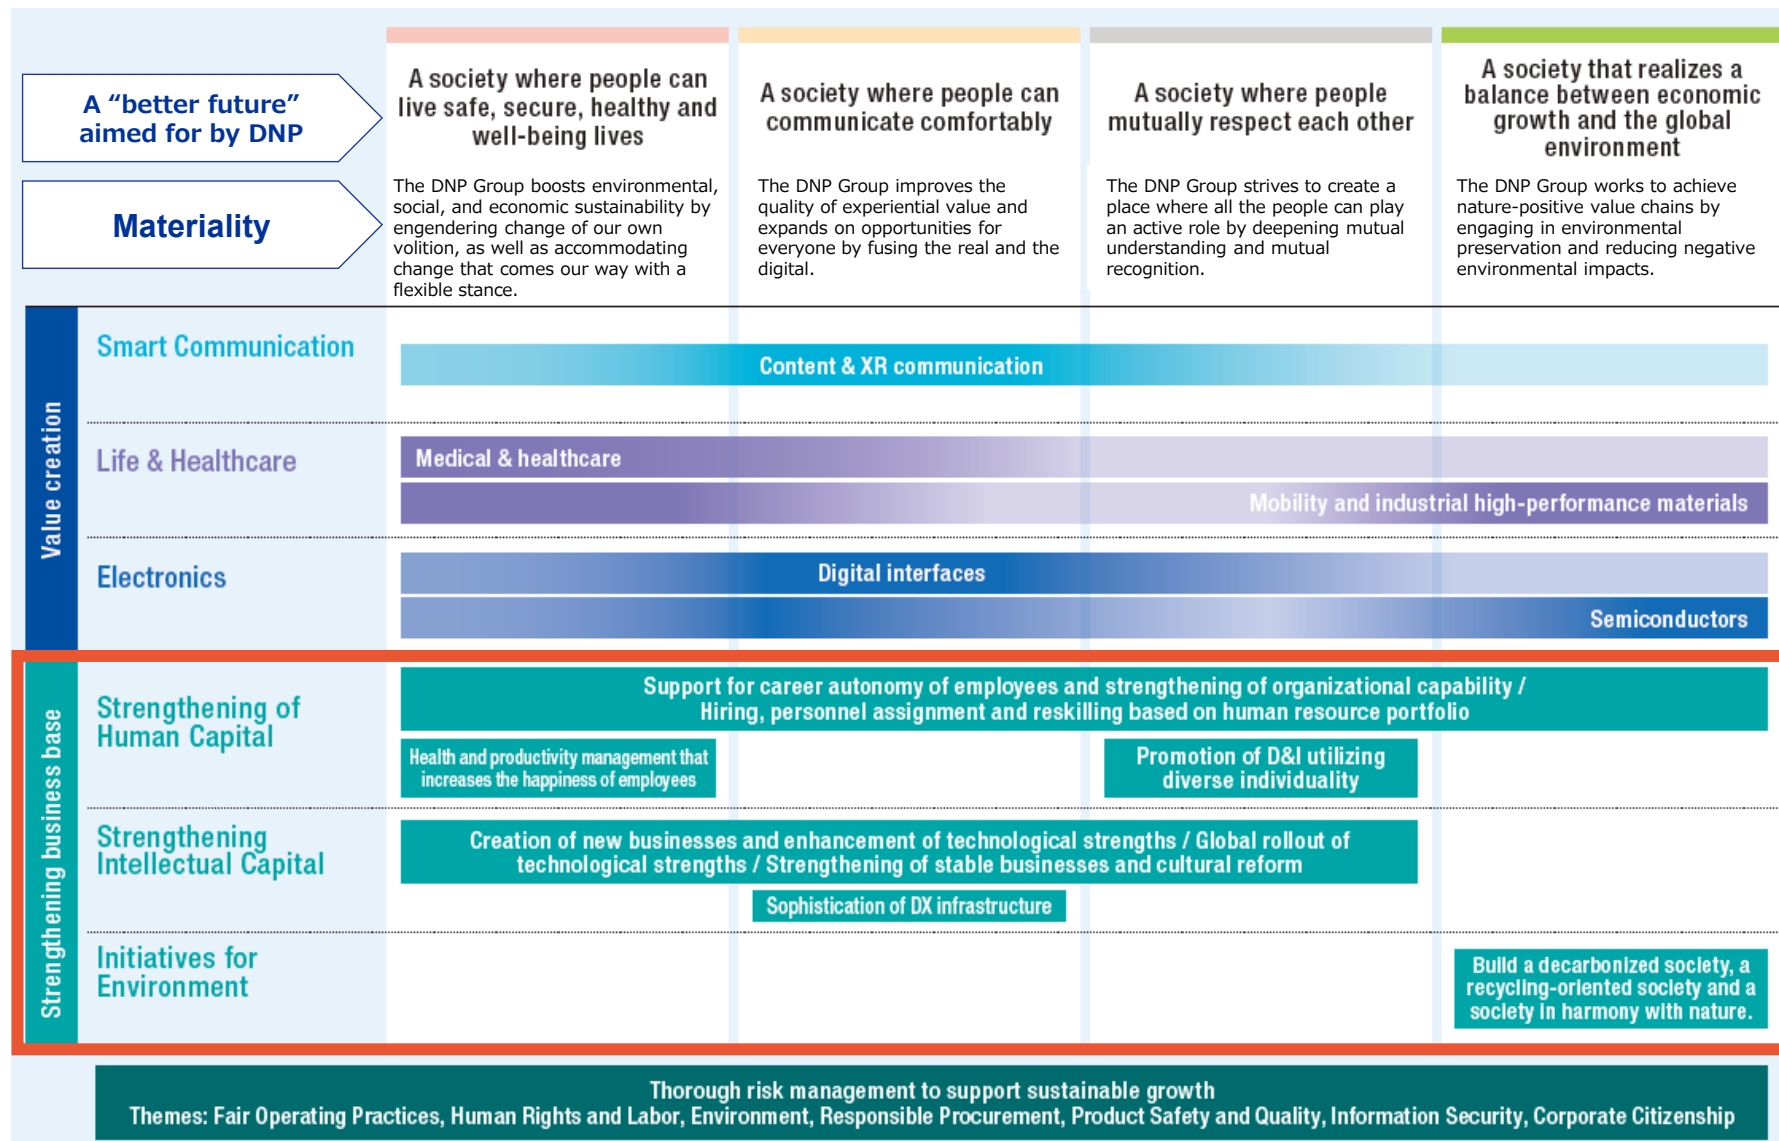 A “better future”
aimed for by DNP
A society where people can
live safe, secure, healthy and
well-being lives
A society where people can
communicate comfortably
A society where people
mutually respect each other
A society that realizes a
balance between economic
growth and the global
environment
Materiality
The DNP Group boosts environmental,
social, and economic sustainability by
engendering change of our own
volition, as well as accommodating
change that comes our way with a
flexible stance.
The DNP Group improves the
quality of experiential value and
expands on opportunities for
everyone by fusing the real and the
digital.
The DNP Group strives to create a
place where all the people can play
an active role by deepening mutual
understanding and mutual
recognition.
The DNP Group works to achieve
nature-positive value chains by
engaging in environmental
preservation and reducing negative
environmental impacts.
Value creation
Smart Communication
Content & XR communication
Life & Healthcare
Medical & healthcare
Mobility and industrial high-performance materials
Electronics
Digital interfaces
Semiconductors
Strengthening business base
Strengthening of
Human Capital
Support for career autonomy of employees and strengthening of organizational capability /
Hiring, personnel assignment and reskilling based on human resource portfolio
Health and productivity management that
increases the happiness of employees
Promotion of D&I utilizing
diverse individuality
Strengthening
Intellectual Capital
Creation of new businesses and enhancement of technological strengths / Global rollout of
technological strengths / Strengthening of stable businesses and cultural reform
Sophistication of DX infrastructure
Initiatives for
Environment
Build a decarbonized society, a
recycling-oriented society and a
society in harmony with nature.
Thorough risk management to support sustainable growth
Themes: Fair Operating Practices, Human Rights and Labor, Environment, Responsible Procurement, Product Safety and Quality, Information Security, Corporate Citizenship